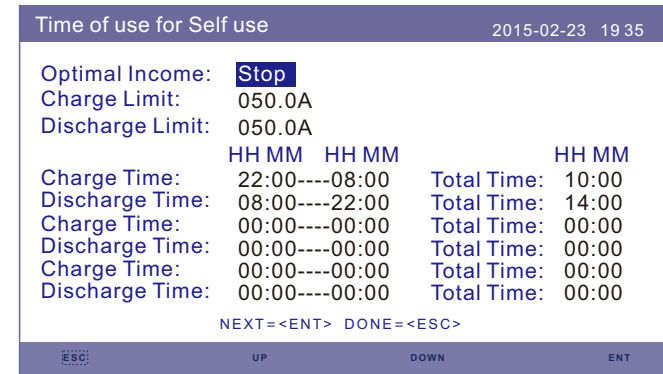 Time of use for Self use 2015-02-23 19 35
Optimal Income: Stop
Charge Limit: 050.0A
Discharge Limit: 050.0A
HH MM HH MM HH MM
Charge Time: 22:00----08:00 Total Time: 10:00
Discharge Time: 08:00----22:00 Total Time: 14:00
Charge Time: 00:00----00:00 Total Time: 00:00
Discharge Time: 00:00----00:00 Total Time: 00:00
Charge Time: 00:00----00:00 Total Time: 00:00
Discharge Time: 00:00----00:00 Total Time: 00:00
NEXT=<ENT> DONE=<ESC>
ESC UP DOWN ENT